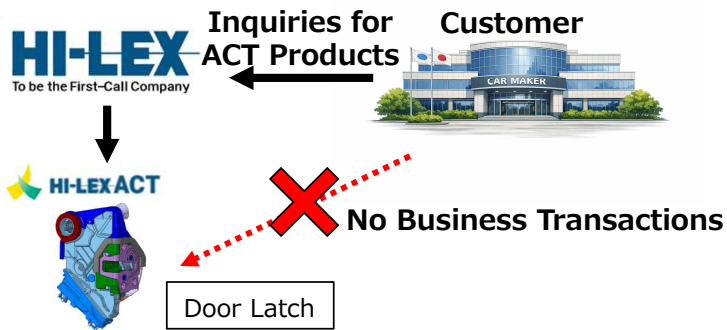 HI-LEX
To be the First-Call Company
Inquiries for
ACT Products
Customer
CAR MAKER
HI-LEX ACT
No Business Transactions
Door Latch